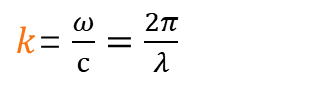 k = ω/c = 2π/λ